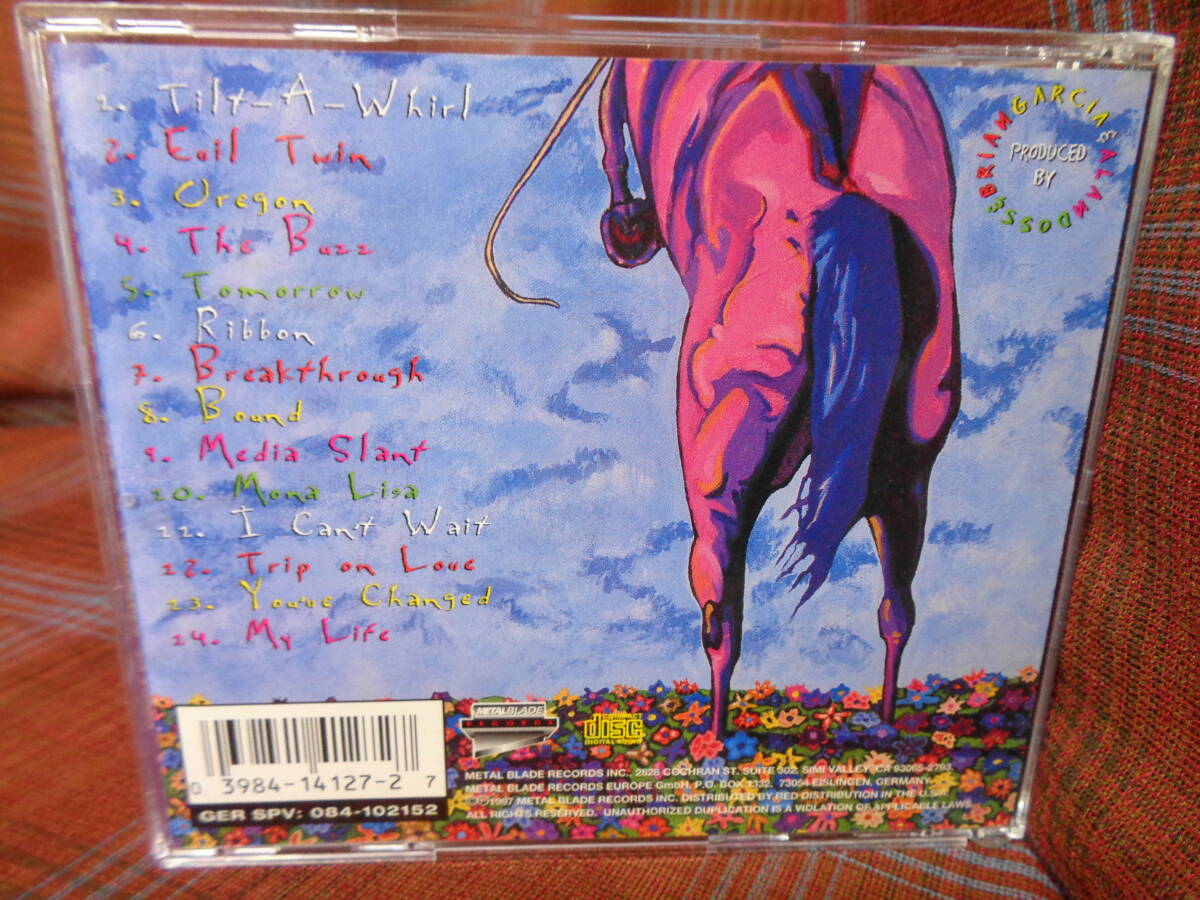 1. Tilt-A-Whirl
2. Evil Twin
3. Oregon
4. The Buzz
5. Tomorrow
6. Ribbon
7. Breakthrough
8. Bound
9. Media Slant
10. Mona Lisa
11. I Can't Wait
12. Trip on Love
13. You've Changed
14. My Life
PRODUCED
BY
BRIAN GARCIA & ALAN DOSSE
0 3984-14127-2 7
GER SPV: 084-102152
METAL BLADE
RECORDS
COMPACT
disc
DIGITAL AUDIO
METAL BLADE RECORDS INC., 2828 COCHRAN ST. SUITE 302, SIMI VALLEY, CA 93065-2793
METAL BLADE RECORDS EUROPE GmbH. P.O. BOX 1332, 73054 EISLINGEN, GERMANY
℗©1997 METAL BLADE RECORDS INC. DISTRIBUTED BY RED DISTRIBUTION IN THE U.S.A.
ALL RIGHTS RESERVED. UNAUTHORIZED DUPLICATION IS A VIOLATION OF APPLICABLE LAWS.